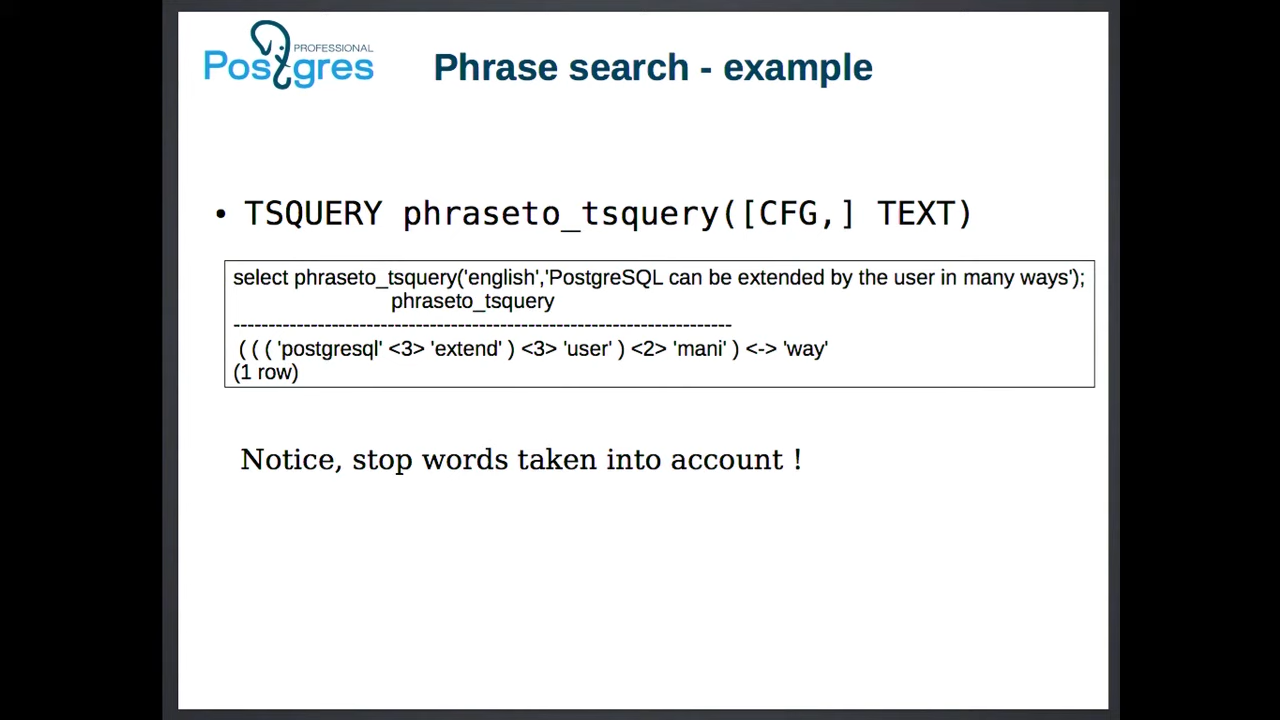 PROFESSIONAL
Postgres
Phrase search - example
• TSQUERY phraseto_tsquery([CFG,] TEXT)
select phraseto_tsquery('english','PostgreSQL can be extended by the user in many ways');
phraseto_tsquery
-----------------------------------------------------------------------
( ( ( 'postgresql' <3> 'extend' ) <3> 'user' ) <2> 'mani' ) <-> 'way'
(1 row)
Notice, stop words taken into account !